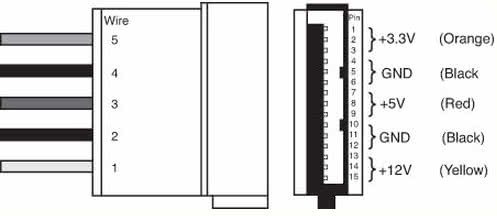 Wire
5
4
3
2
1
Pin
1
2
3
4
5
6
7
8
9
10
11
12
13
14
15
+3.3V (Orange)
GND (Black
+5V (Red)
GND (Black)
+12V (Yellow)